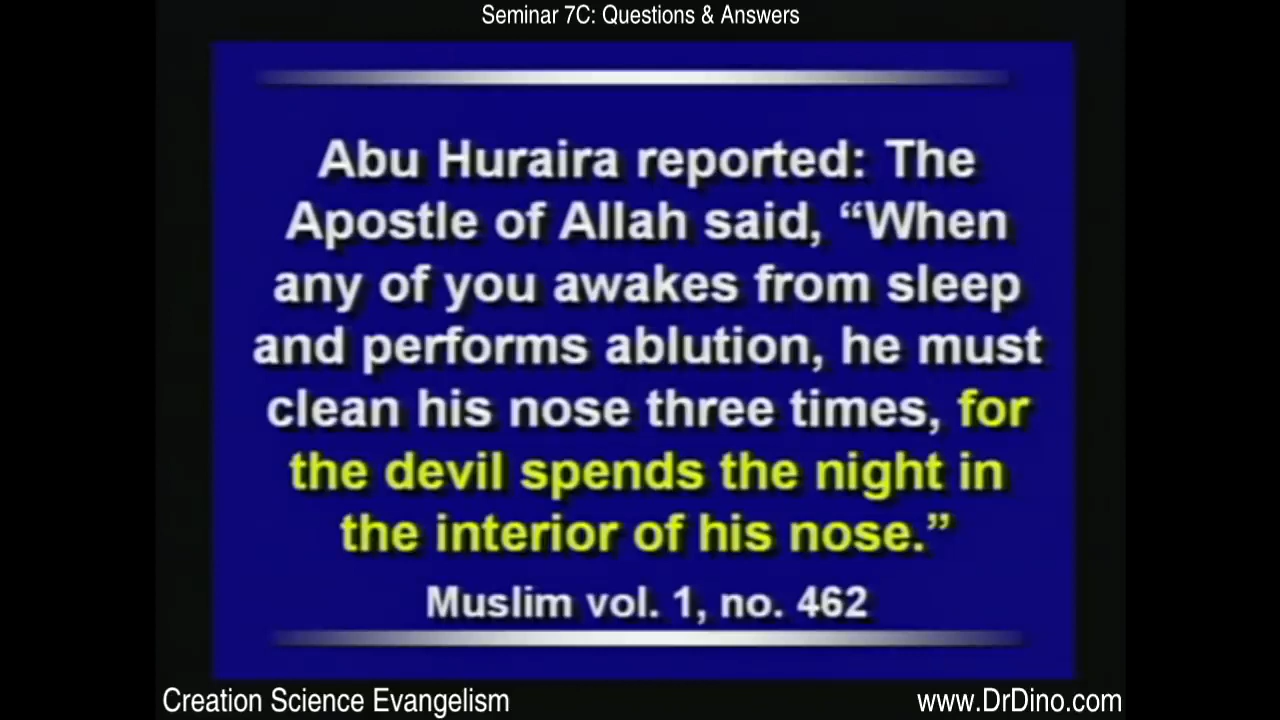 Seminar 7C: Questions & Answers
Abu Huraira reported: The
Apostle of Allah said, “When
any of you awakes from sleep
and performs ablution, he must
clean his nose three times, for
the devil spends the night in
the interior of his nose.”
Muslim vol. 1, no. 462
Creation Science Evangelism
www.DrDino.com